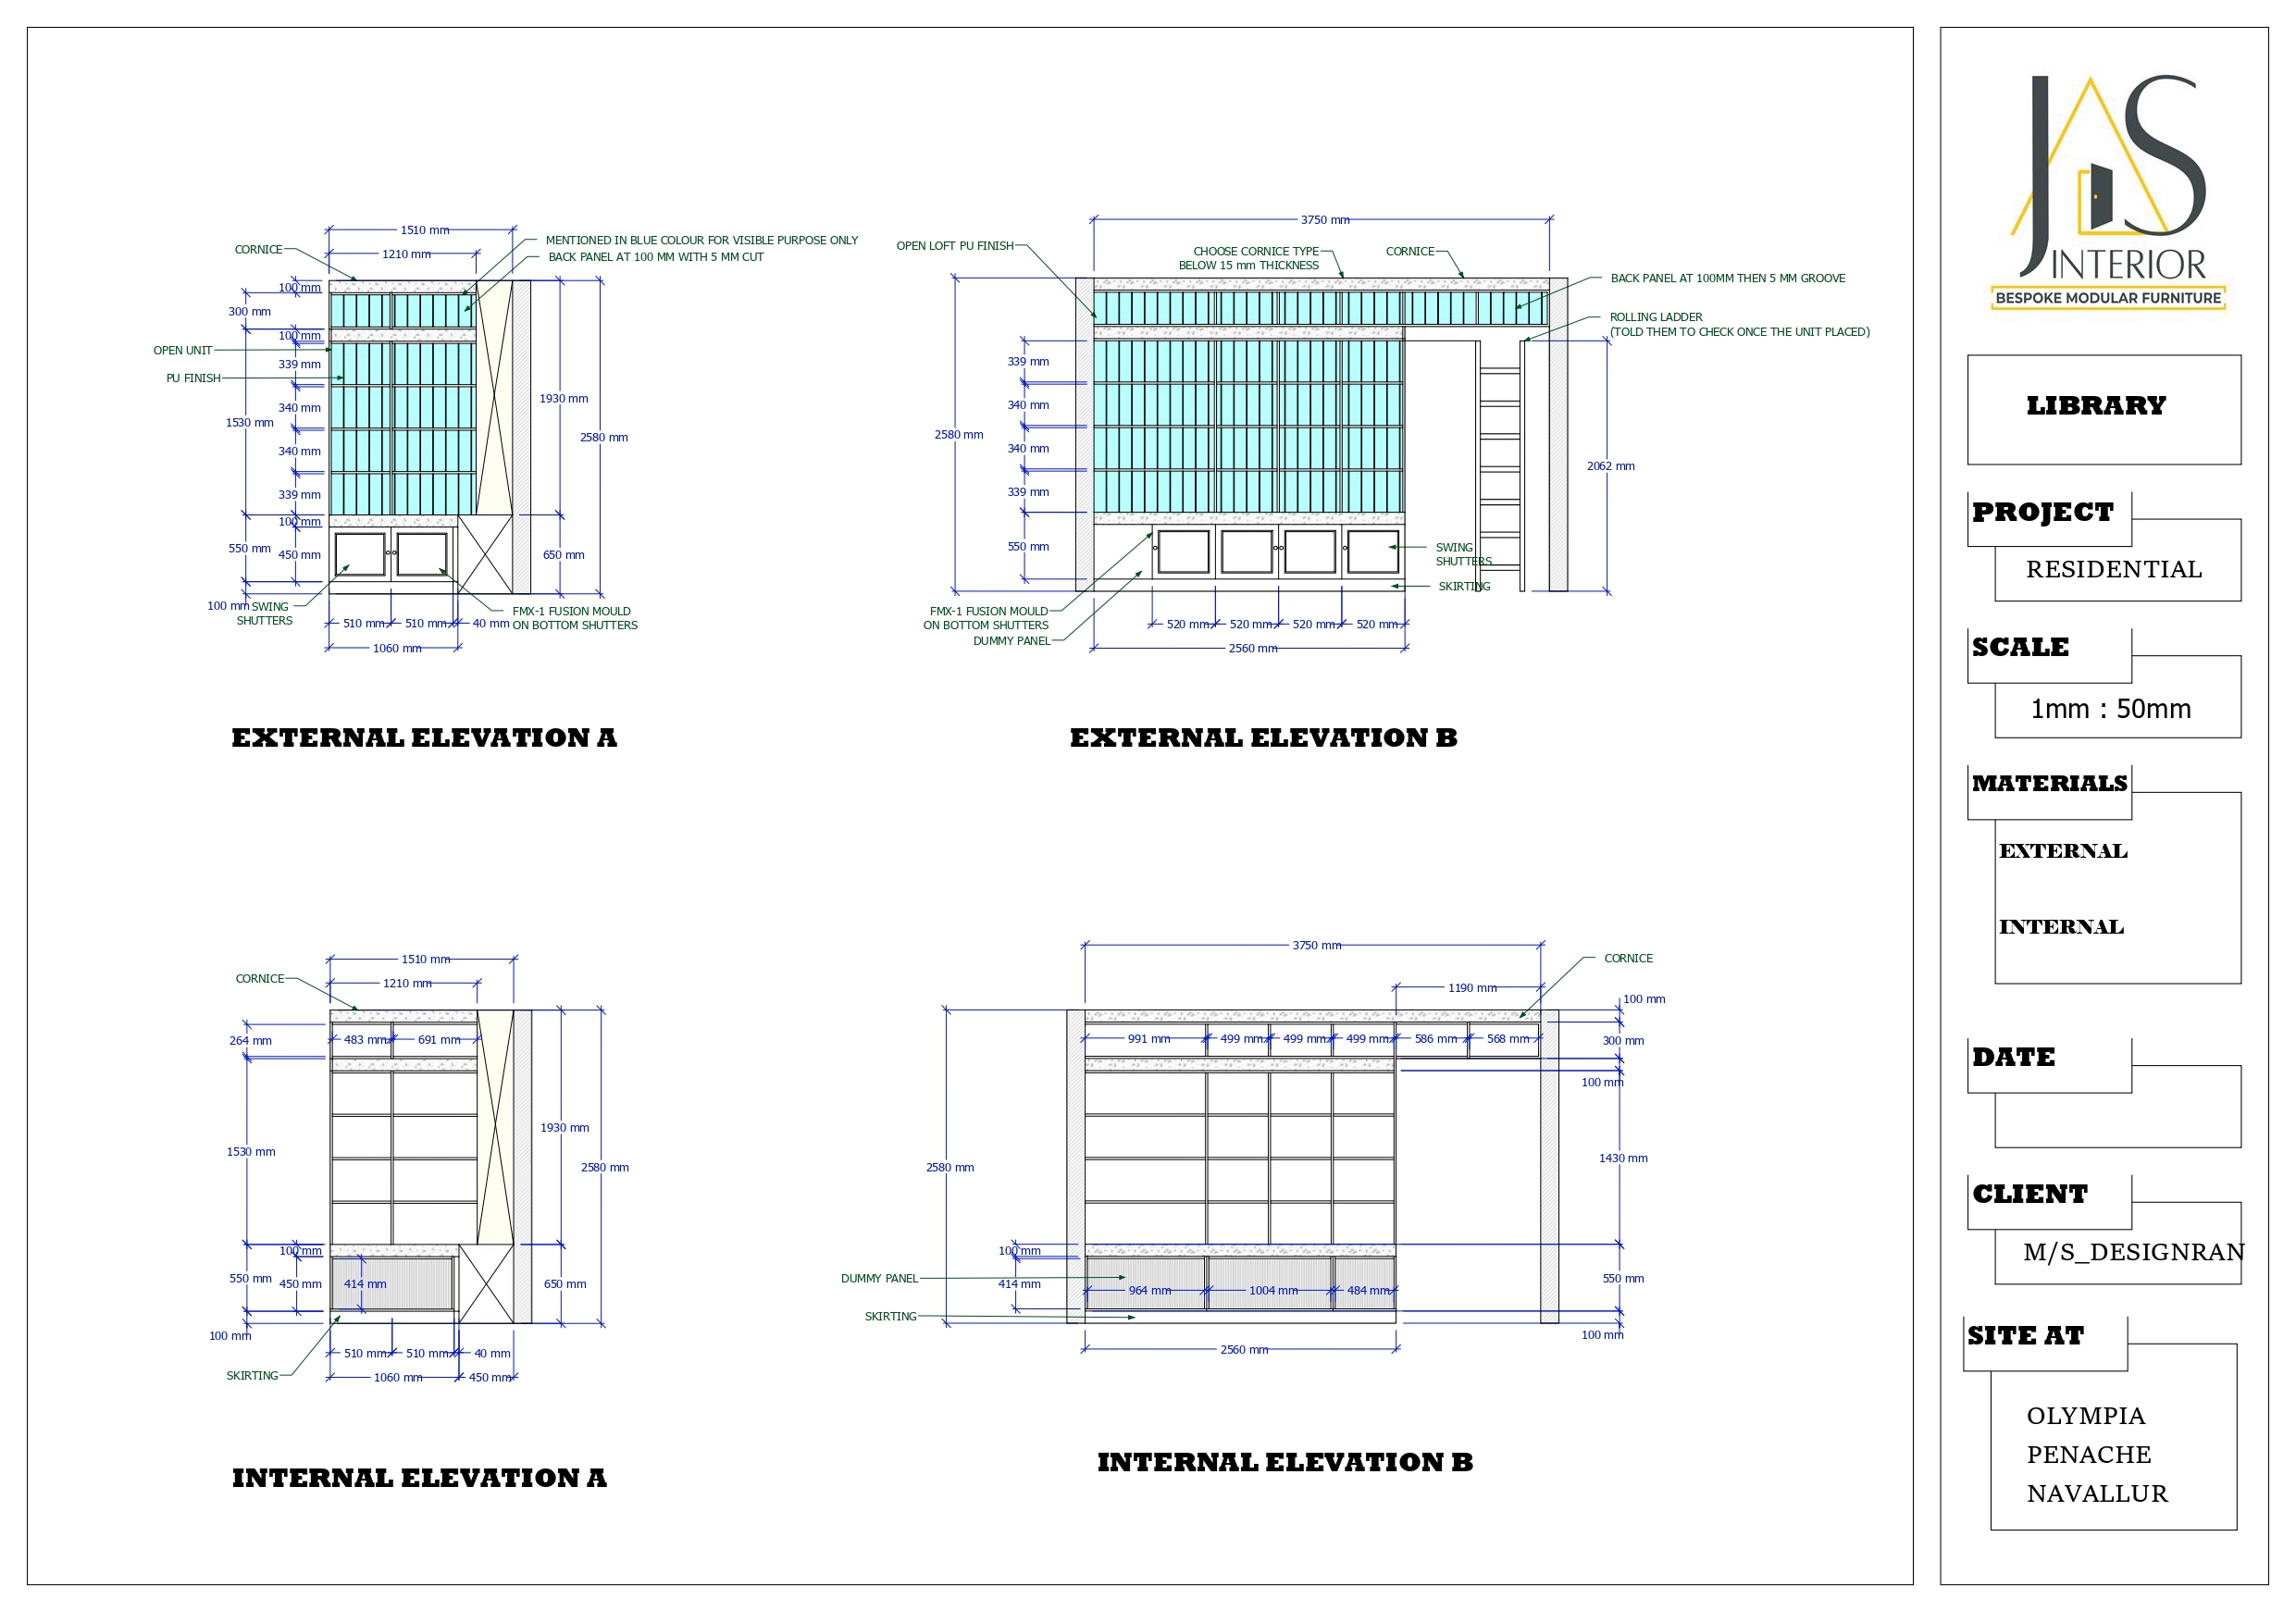 1510 mm
1210 mm
CORNICE
MENTIONED IN BLUE COLOUR FOR VISIBLE PURPOSE ONLY
BACK PANEL AT 100 MM WITH 5 MM CUT
100 mm
300 mm
100 mm
OPEN UNIT
339 mm
PU FINISH
340 mm
1530 mm
340 mm
339 mm
100 mm
550 mm
450 mm
100 mm
1930 mm
2580 mm
650 mm
SWING
SHUTTERS
FMX-1 FUSION MOULD
ON BOTTOM SHUTTERS
510 mm
510 mm
40 mm
1060 mm
EXTERNAL ELEVATION A
3750 mm
OPEN LOFT PU FINISH
CHOOSE CORNICE TYPE
BELOW 15 mm THICKNESS
CORNICE
BACK PANEL AT 100MM THEN 5 MM GROOVE
ROLLING LADDER
(TOLD THEM TO CHECK ONCE THE UNIT PLACED)
339 mm
340 mm
2580 mm
340 mm
339 mm
550 mm
2062 mm
SWING
SHUTTERS
SKIRTING
FMX-1 FUSION MOULD
ON BOTTOM SHUTTERS
DUMMY PANEL
520 mm
520 mm
520 mm
520 mm
2560 mm
EXTERNAL ELEVATION B
1510 mm
1210 mm
CORNICE
264 mm
483 mm
691 mm
1530 mm
100 mm
550 mm
450 mm
414 mm
100 mm
1930 mm
2580 mm
650 mm
SKIRTING
510 mm
510 mm
40 mm
1060 mm
450 mm
INTERNAL ELEVATION A
3750 mm
CORNICE
1190 mm
100 mm
991 mm
499 mm
499 mm
499 mm
586 mm
568 mm
300 mm
100 mm
2580 mm
1430 mm
100 mm
DUMMY PANEL
414 mm
964 mm
1004 mm
484 mm
550 mm
SKIRTING
100 mm
2560 mm
INTERNAL ELEVATION B
JAS
INTERIOR
BESPOKE MODULAR FURNITURE
LIBRARY
PROJECT
RESIDENTIAL
SCALE
1mm : 50mm
MATERIALS
EXTERNAL
INTERNAL
DATE
CLIENT
M/S_DESIGNRAN
SITE AT
OLYMPIA
PENACHE
NAVALLUR